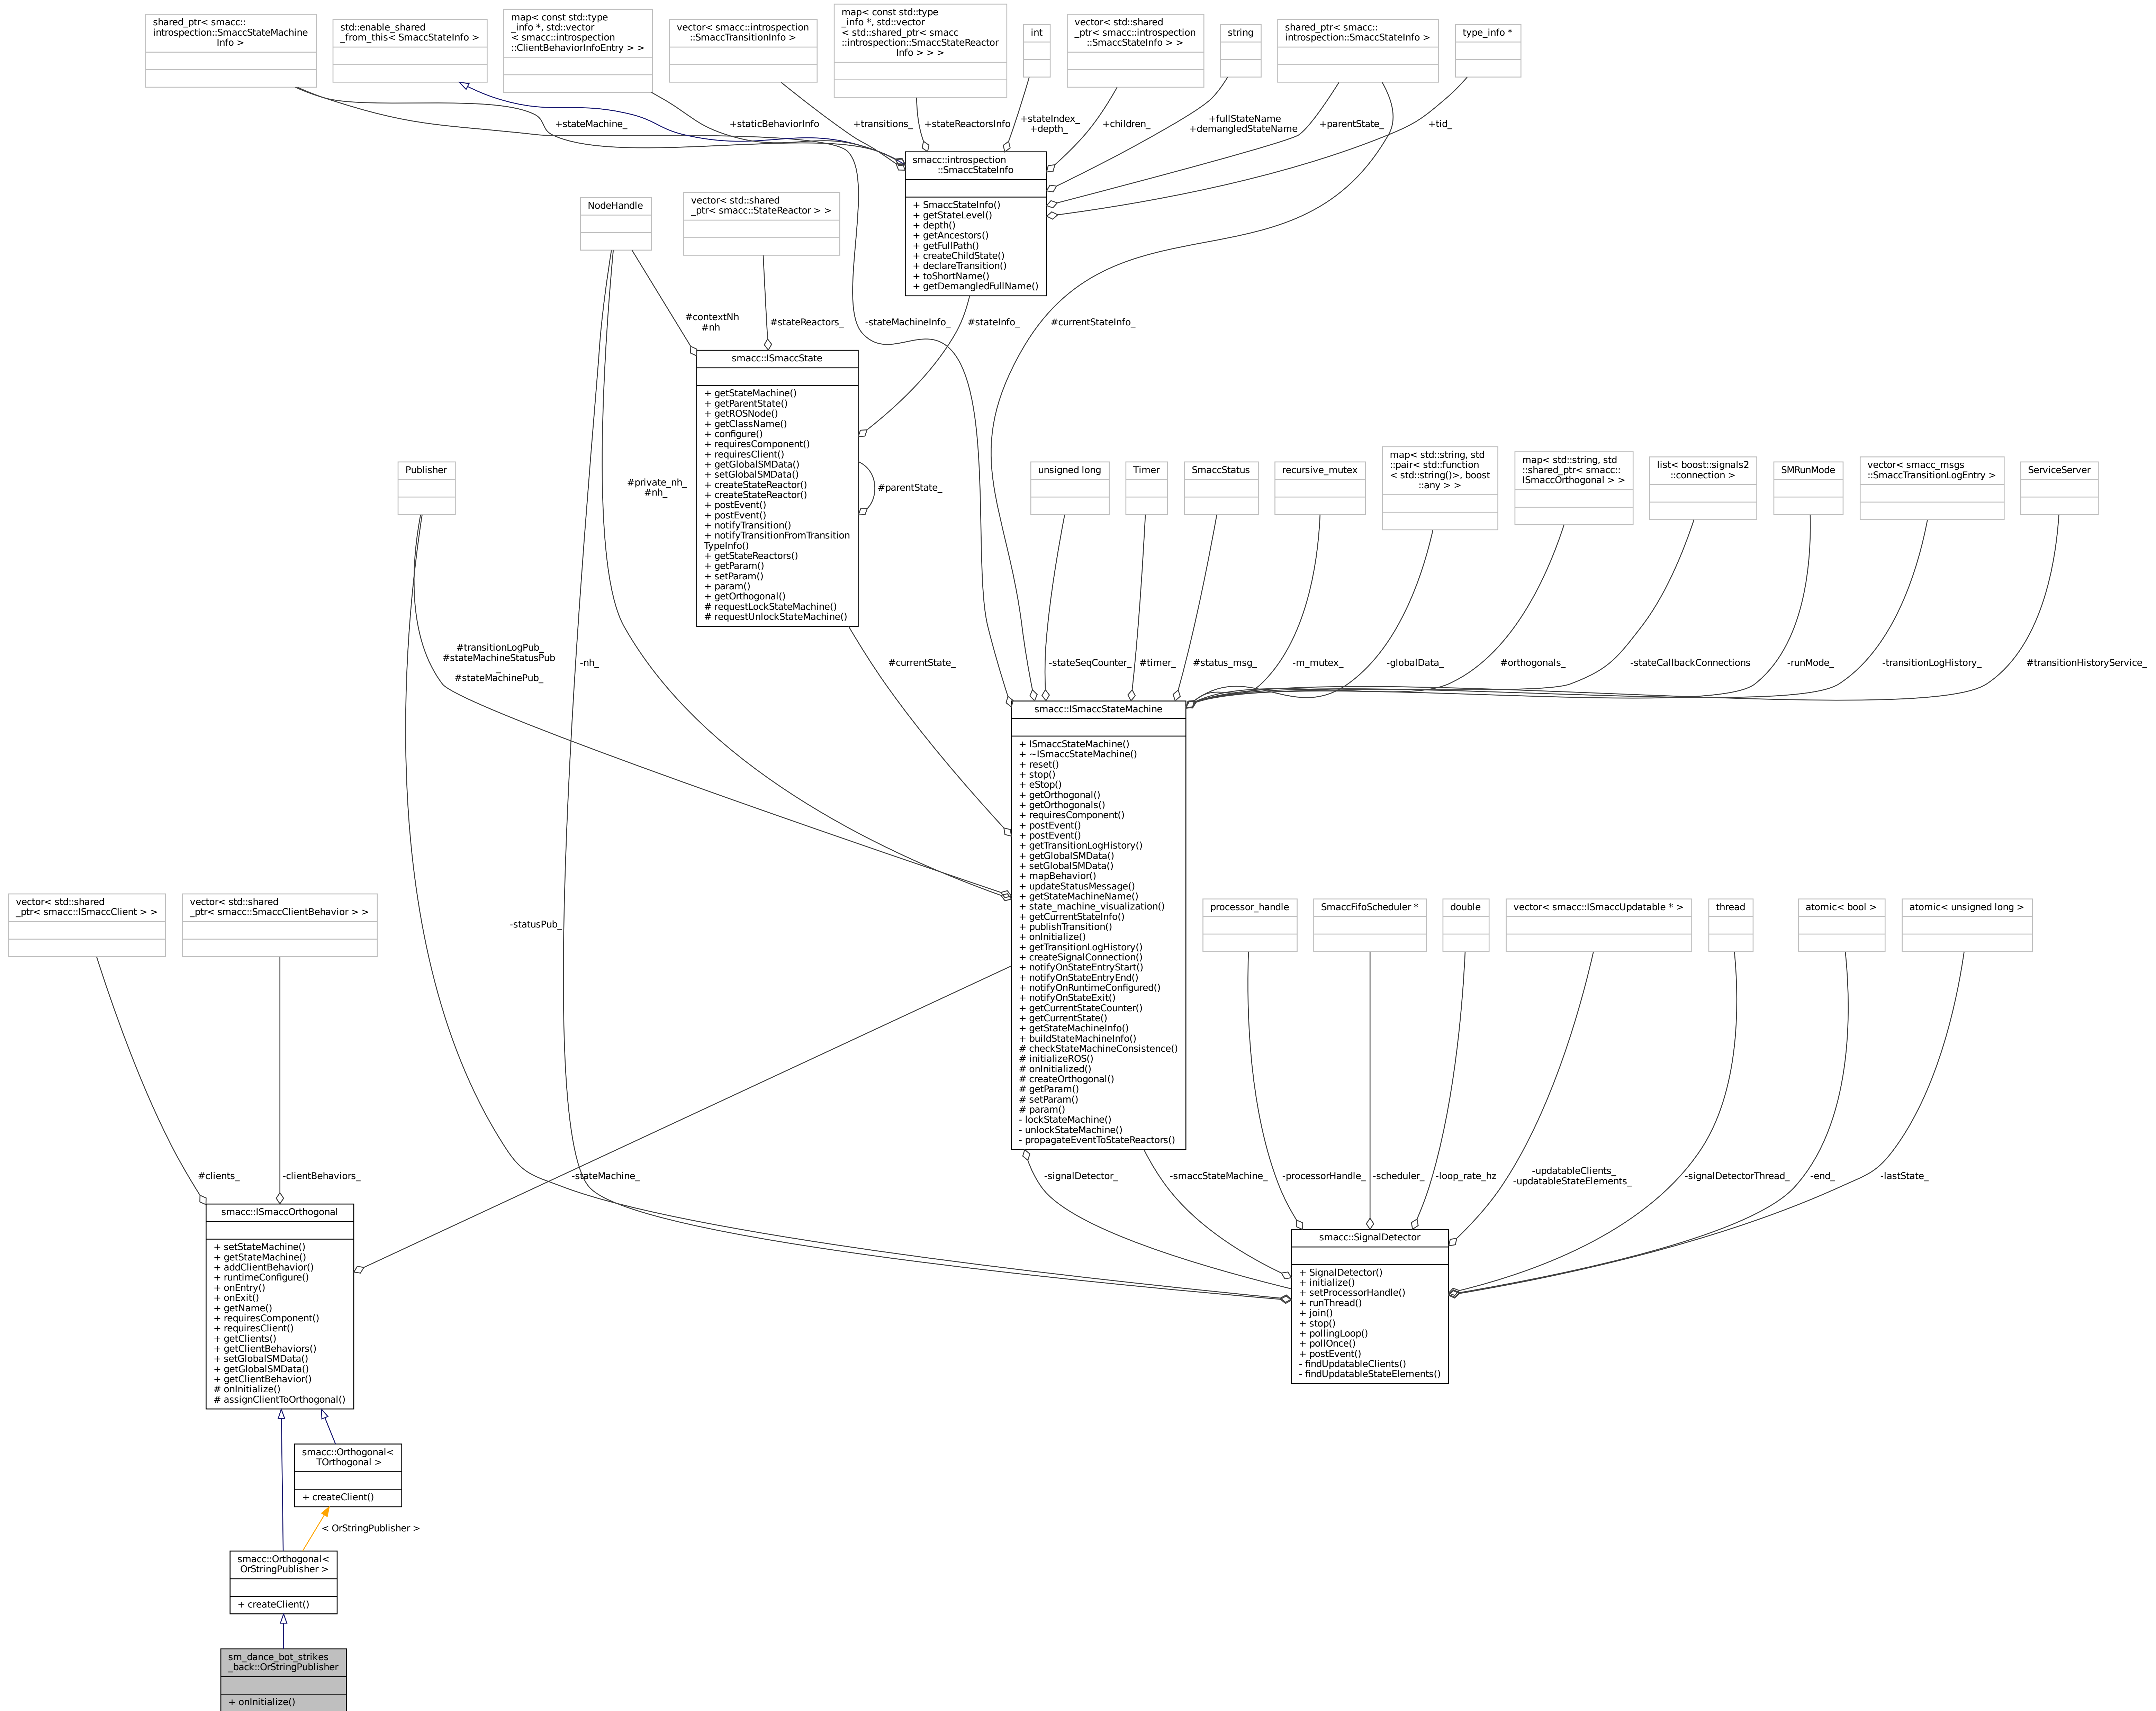 shared_ptr< smacc::
introspection::SmaccStateMachine
Info >
std::enable_shared
_from_this< SmaccStateInfo >
map< const std::type
_info *, std::vector
< smacc::introspection
::ClientBehaviorInfoEntry > >
vector< smacc::introspection
::SmaccTransitionInfo >
map< const std::type
_info *, std::vector
< std::shared_ptr< smacc
::introspection::SmaccStateReactor
Info > > >
int
vector< std::shared
_ptr< smacc::introspection
::SmaccStateInfo > >
string
shared_ptr< smacc::
introspection::SmaccStateInfo >
type_info *
+stateMachine_
+staticBehaviorInfo
+transitions_
+stateReactorsInfo
+stateIndex_
+depth_
+children_
+fullStateName
+demangledStateName
+parentState_
+tid_
smacc::introspection
::SmaccStateInfo
+ SmaccStateInfo()
+ getStateLevel()
+ depth()
+ getAncestors()
+ getFullPath()
+ createChildState()
+ declareTransition()
+ toShortName()
+ getDemangledFullName()
NodeHandle
vector< std::shared
_ptr< smacc::StateReactor > >
#contextNh
#nh
#stateReactors_
-stateMachineInfo_
#stateInfo_
#currentStateInfo_
smacc::ISmaccState
+ getStateMachine()
+ getParentState()
+ getROSNode()
+ getClassName()
+ configure()
+ requiresComponent()
+ requiresClient()
+ getGlobalSMData()
+ setGlobalSMData()
+ createStateReactor()
+ createStateReactor()
+ postEvent()
+ postEvent()
+ notifyTransition()
+ notifyTransitionFromTransition
TypeInfo()
+ getStateReactors()
+ getParam()
+ setParam()
+ param()
+ getOrthogonal()
# requestLockStateMachine()
# requestUnlockStateMachine()
#parentState_
Publisher
#private_nh_
#nh_
unsigned long
Timer
SmaccStatus
recursive_mutex
map< std::string, std
::pair< std::function
< std::string()>, boost
::any > >
map< std::string, std
::shared_ptr< smacc::
ISmaccOrthogonal > >
list< boost::signals2
::connection >
SMRunMode
vector< smacc_msgs
::SmaccTransitionLogEntry >
ServiceServer
#transitionLogPub_
#stateMachineStatusPub
_
#stateMachinePub_
-nh_
#currentState_
-stateSeqCounter_
#timer_
#status_msg_
-m_mutex_
-globalData_
#orthogonals_
-stateCallbackConnections
-runMode_
-transitionLogHistory_
#transitionHistoryService_
smacc::ISmaccStateMachine
+ ISmaccStateMachine()
+ ~ISmaccStateMachine()
+ reset()
+ stop()
+ eStop()
+ getOrthogonal()
+ getOrthogonals()
+ requiresComponent()
+ postEvent()
+ postEvent()
+ getTransitionLogHistory()
+ getGlobalSMData()
+ setGlobalSMData()
+ mapBehavior()
+ updateStatusMessage()
+ getStateMachineName()
+ state_machine_visualization()
+ getCurrentStateInfo()
+ publishTransition()
+ onInitialize()
+ getTransitionLogHistory()
+ createSignalConnection()
+ notifyOnStateEntryStart()
+ notifyOnStateEntryEnd()
+ notifyOnRuntimeConfigured()
+ notifyOnStateExit()
+ getCurrentStateCounter()
+ getCurrentState()
+ getStateMachineInfo()
+ buildStateMachineInfo()
# checkStateMachineConsistence()
# initializeROS()
# onInitialized()
# createOrthogonal()
# getParam()
# setParam()
# param()
- lockStateMachine()
- unlockStateMachine()
- propagateEventToStateReactors()
vector< std::shared
_ptr< smacc::ISmaccClient > >
vector< std::shared
_ptr< smacc::SmaccClientBehavior > >
-statusPub_
processor_handle
SmaccFifoScheduler *
double
vector< smacc::ISmaccUpdatable * >
thread
atomic< bool >
atomic< unsigned long >
#clients_
-clientBehaviors_
-stateMachine_
-signalDetector_
-smaccStateMachine_
-processorHandle_
-scheduler_
-loop_rate_hz
-updatableClients_
-updatableStateElements_
-signalDetectorThread_
-end_
-lastState_
smacc::ISmaccOrthogonal
+ setStateMachine()
+ getStateMachine()
+ addClientBehavior()
+ runtimeConfigure()
+ onEntry()
+ onExit()
+ getName()
+ requiresComponent()
+ requiresClient()
+ getClients()
+ getClientBehaviors()
+ setGlobalSMData()
+ getGlobalSMData()
+ getClientBehavior()
# onInitialize()
# assignClientToOrthogonal()
smacc::SignalDetector
+ SignalDetector()
+ initialize()
+ setProcessorHandle()
+ runThread()
+ join()
+ stop()
+ pollingLoop()
+ pollOnce()
+ postEvent()
- findUpdatableClients()
- findUpdatableStateElements()
smacc::Orthogonal<
TOrthogonal >
+ createClient()
< OrStringPublisher >
smacc::Orthogonal<
OrStringPublisher >
+ createClient()
sm_dance_bot_strikes
_back::OrStringPublisher
+ onInitialize()